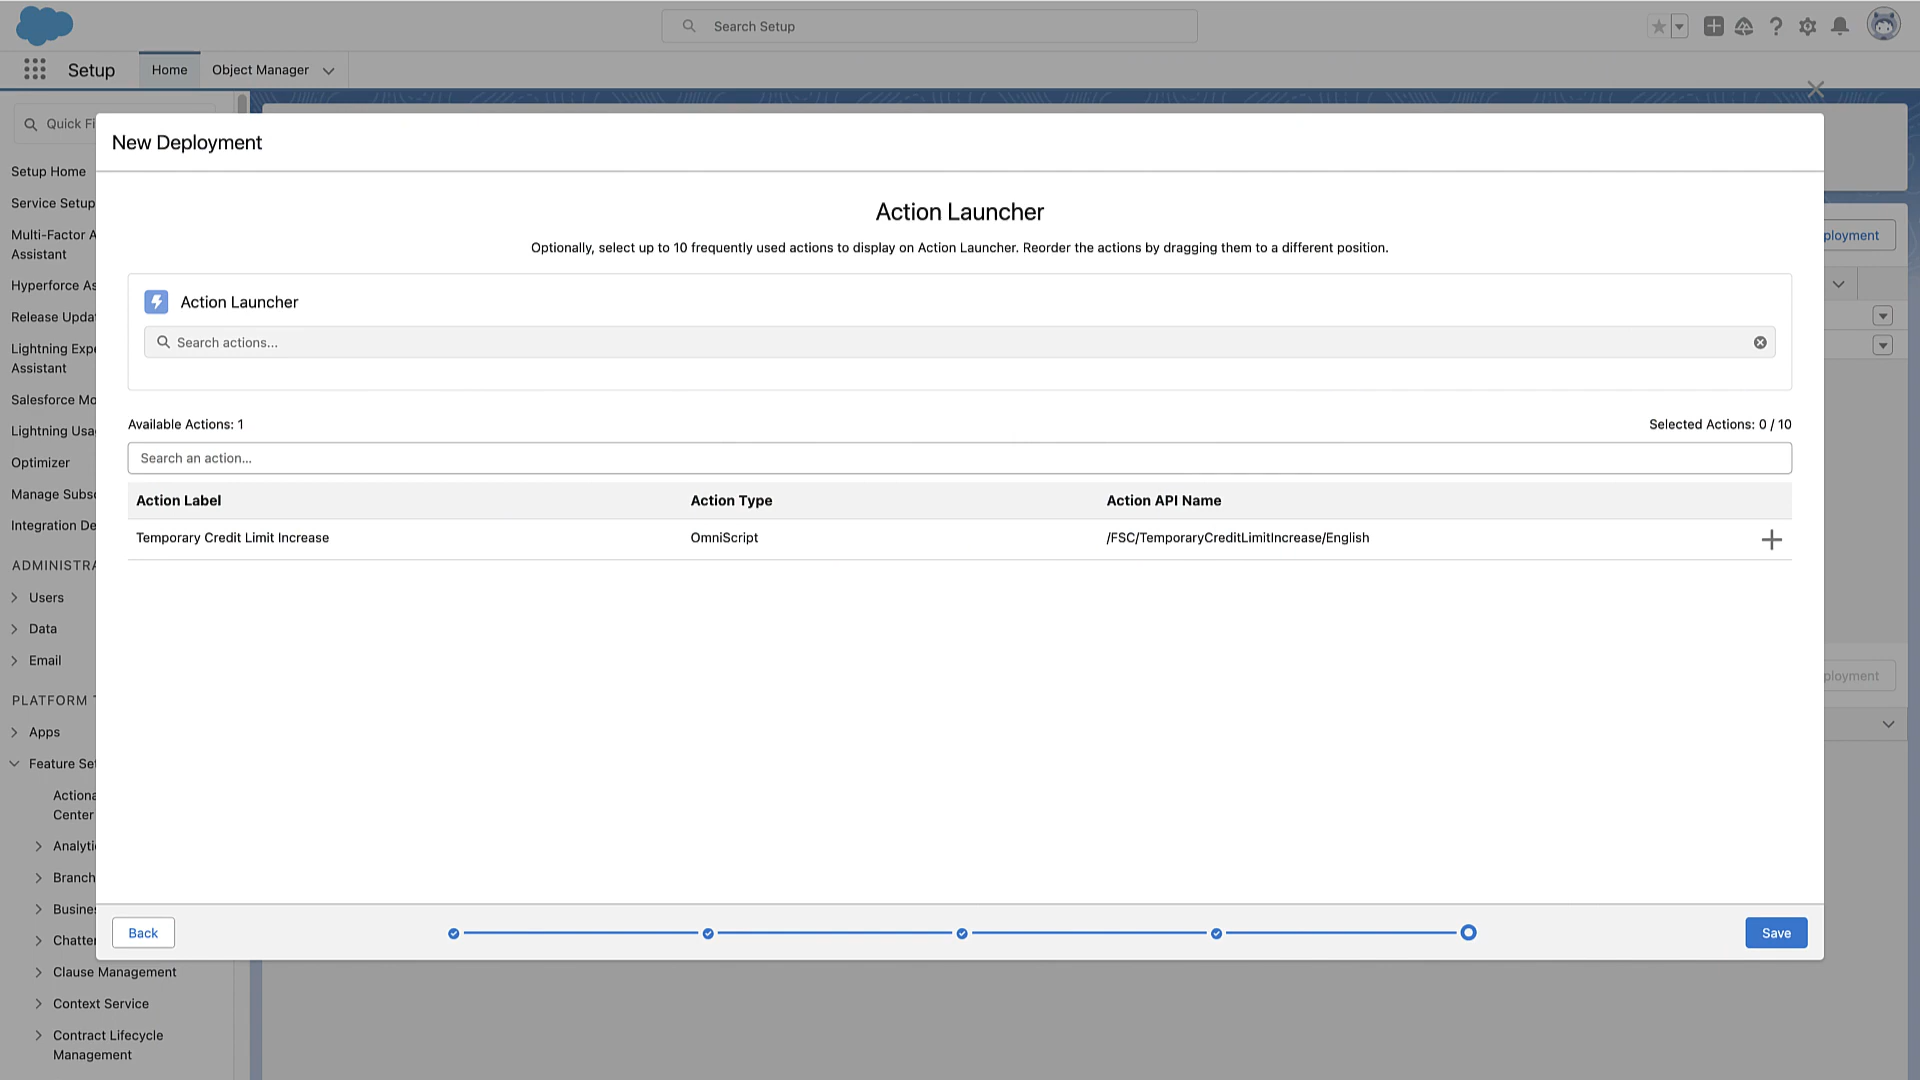 Search Setup
Setup
Home
Object Manager
Quick Fi
New Deployment
Setup Home
Service Setup
Multi-Factor A
Assistant
Hyperforce As
Release Upda
Lightning Expe
Assistant
Salesforce Mo
Lightning Usa
Optimizer
Manage Subsc
Integration De
ADMINISTRA
Users
Data
Email
PLATFORM T
Apps
Feature Set
Actiona
Center
Analyti
Branch
Busines
Chatter
Clause Management
Context Service
Contract Lifecycle
Management
Action Launcher
Optionally, select up to 10 frequently used actions to display on Action Launcher. Reorder the actions by dragging them to a different position.
Action Launcher
Search actions...
Available Actions: 1
Selected Actions: 0 / 10
Search an action...
Action Label Action Type Action API Name
Temporary Credit Limit Increase OmniScript /FSC/TemporaryCreditLimitIncrease/English
Back
Save
ployment
ployment